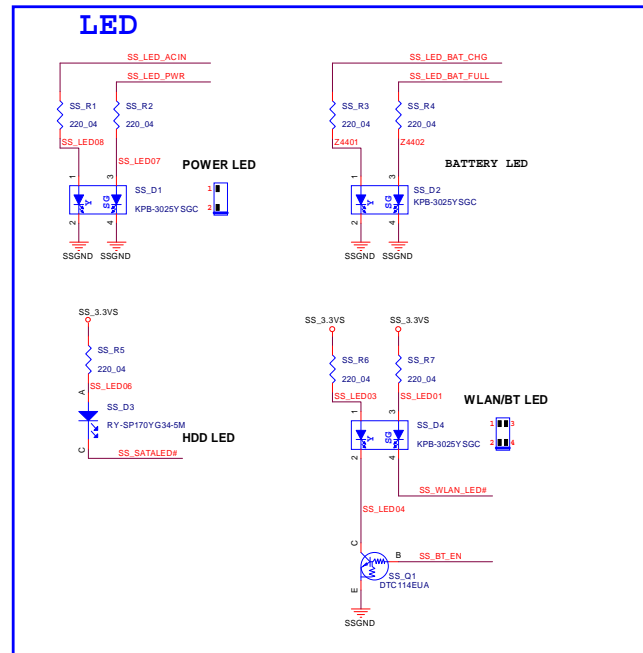 LED
SS_LED_ACIN
SS_LED_PWR
SS_R1
220_04
SS_R2
220_04
SS_LED08
SS_LED07
POWER LED
1
3
Y
SG
SS_D1
KPB-3025YSGC
1
2
2
4
SSGND
SSGND
SS_LED_BAT_CHG
SS_LED_BAT_FULL
SS_R3
220_04
SS_R4
220_04
Z4401
Z4402
BATTERY LED
1
3
Y
SG
SS_D2
KPB-3025YSGC
2
4
SSGND
SSGND
SS_3.3VS
SS_R5
220_04
SS_LED06
A
SS_D3
RY-SP170YG34-5M
HDD LED
C
SS_SATALED#
SS_3.3VS
SS_3.3VS
SS_R6
220_04
SS_R7
220_04
SS_LED03
SS_LED01
WLAN/BT LED
1
3
Y
SG
SS_D4
KPB-3025YSGC
1
3
2
4
2
4
SS_WLAN_LED#
SS_LED04
C
B
SS_BT_EN
SS_Q1
DTC114EUA
E
SSGND